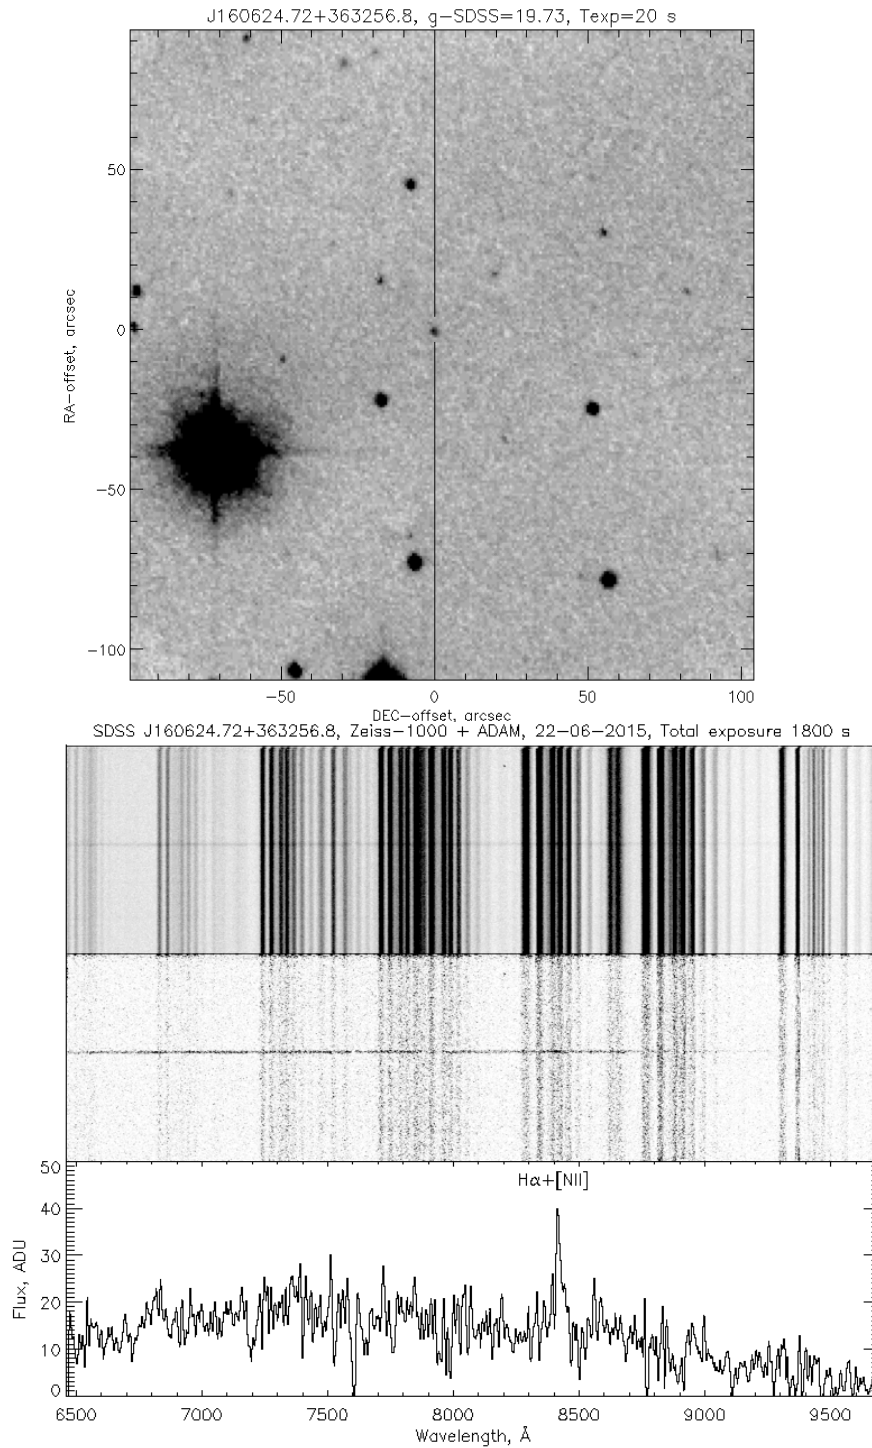 J160624.72+363256.8, g-SDSS=19.73, Texp=20 s
50
0
-50
-100
RA-offset, arcsec
-50 0 50 100
DEC-offset, arcsec
SDSS J160624.72+363256.8, Zeiss-1000 + ADAM, 22-06-2015, Total exposure 1800 s
Hα+[NII]
50
40
30
20
10
0
Flux, ADU
6500 7000 7500 8000 8500 9000 9500
Wavelength, Å